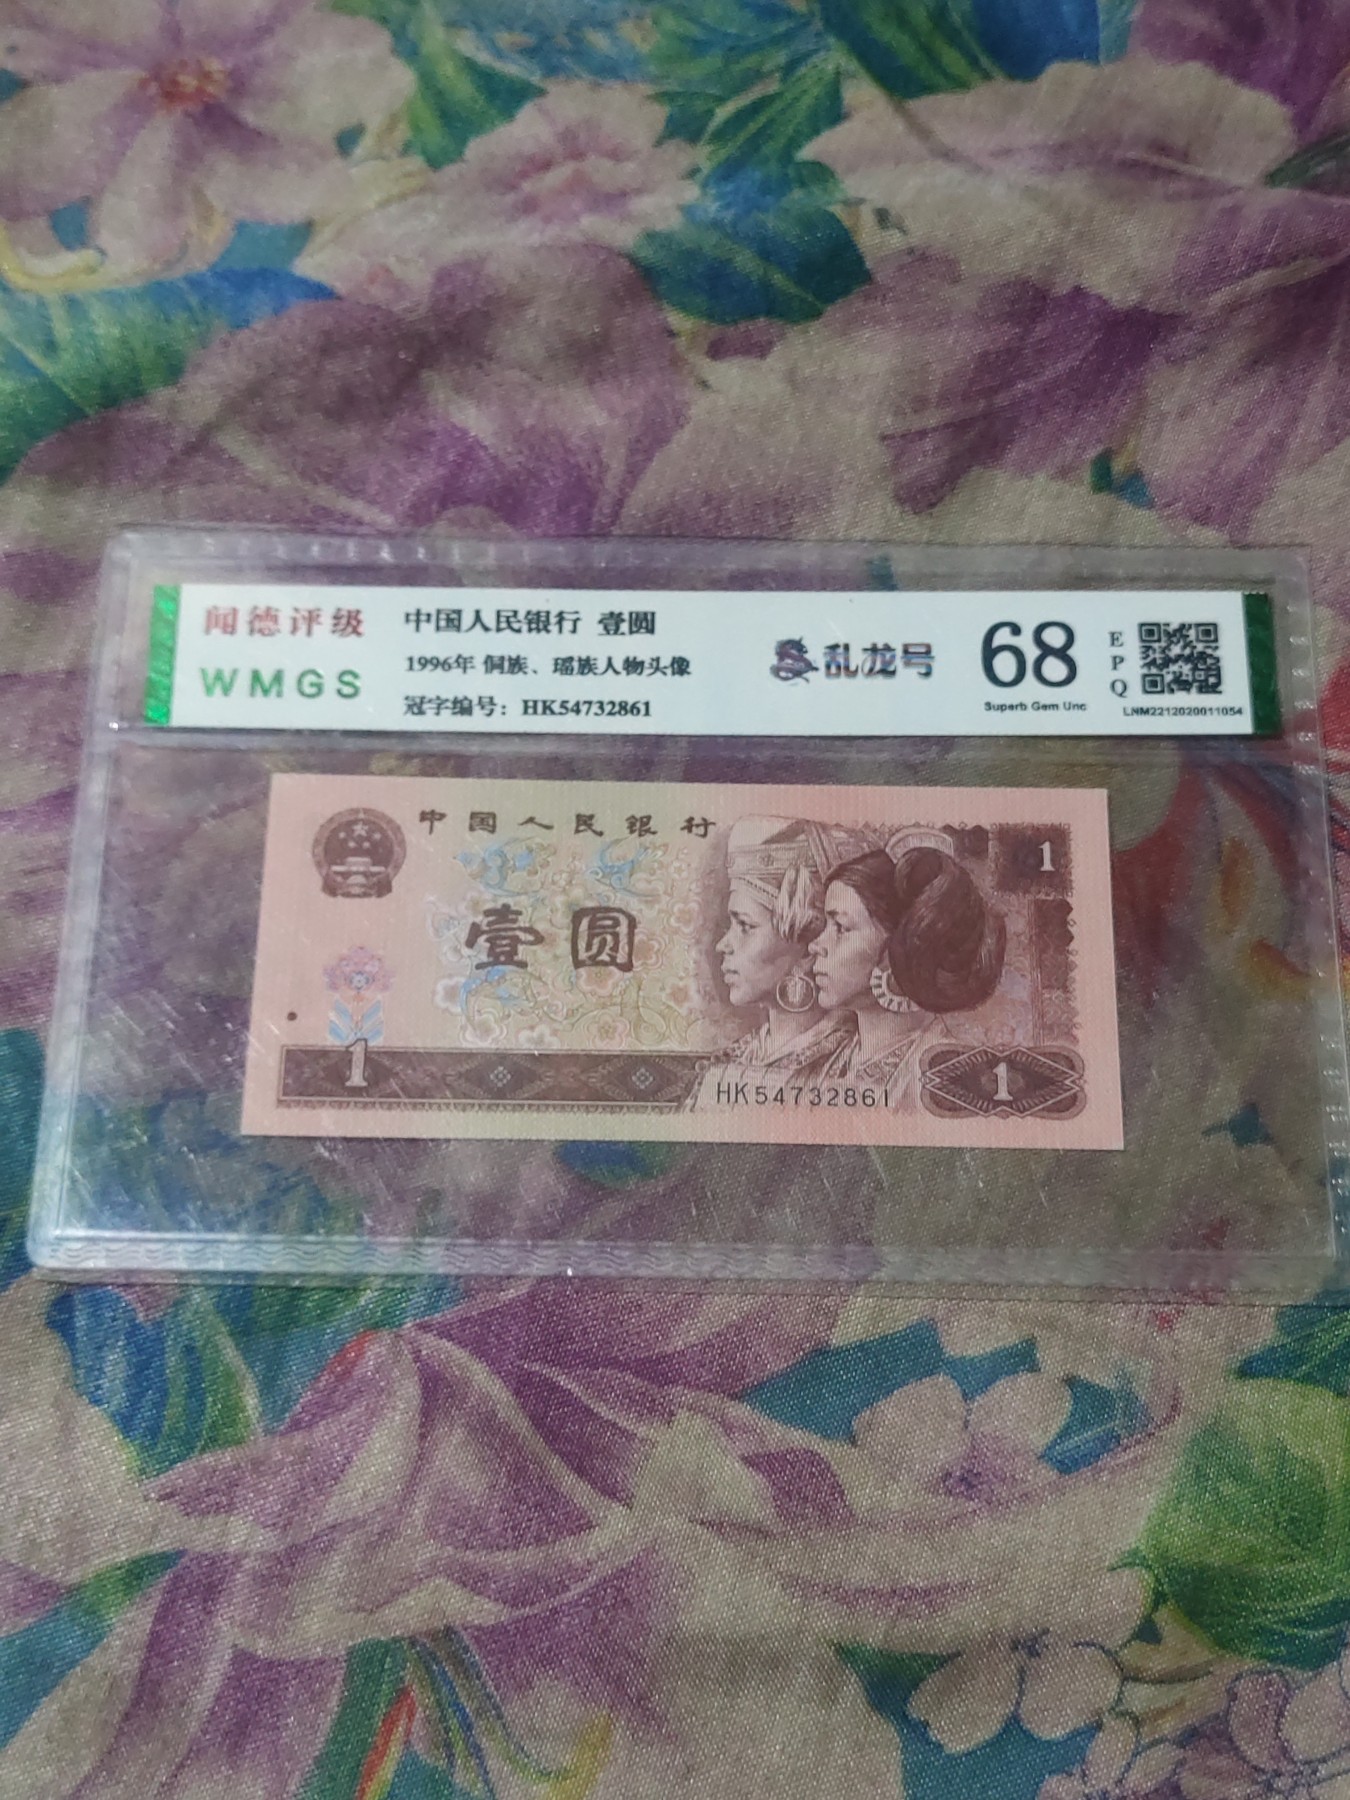 闻德评级
WMGS
中国人民银行 壹圆
1996年 侗族、瑶族人物头像
冠字编号：HK54732861
乱龙号
68
Superb Gem Unc
EPQ
LNM2212020011054
中国人民银行
壹圆
1
1
HK54732861
1